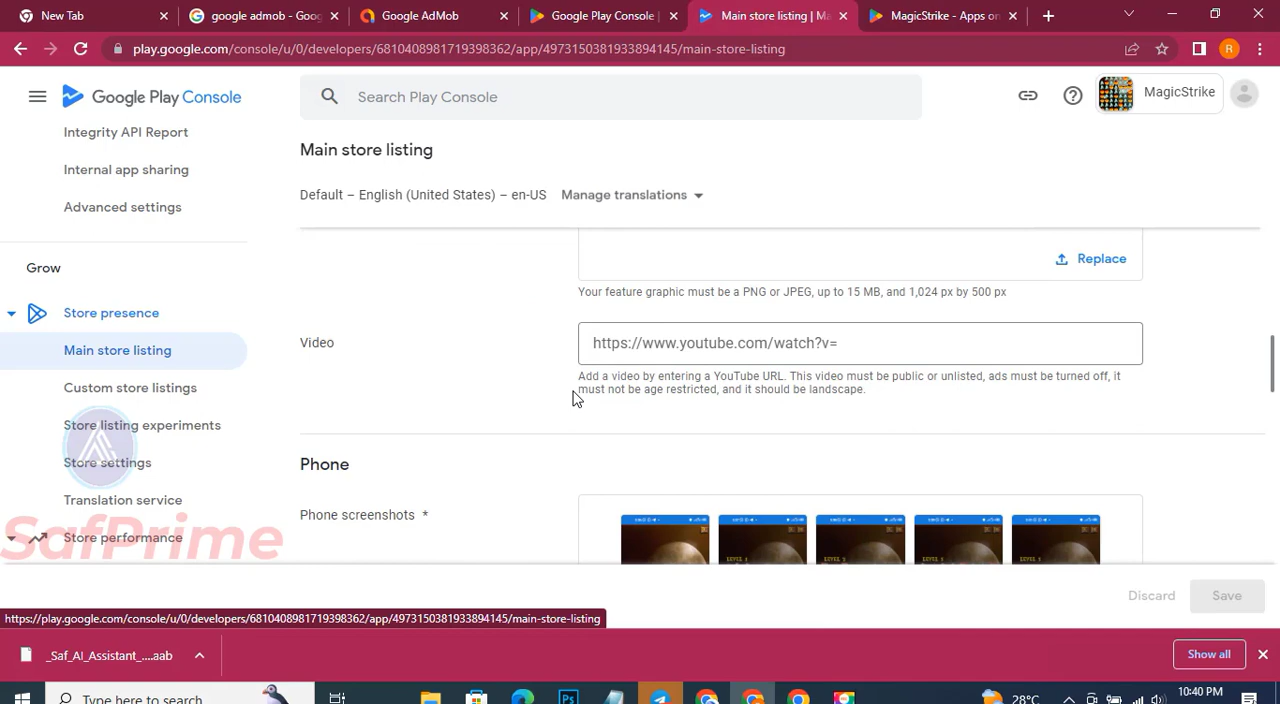 New Tab
google admob - Goog
Google AdMob
Google Play Console |
Main store listing | Ma
MagicStrike - Apps on
play.google.com/console/u/0/developers/6810408981719398362/app/4973150381933894145/main-store-listing
R
Google Play Console
Search Play Console
MagicStrike
Integrity API Report
Internal app sharing
Advanced settings
Grow
Store presence
Main store listing
Custom store listings
Store listing experiments
Store settings
Translation service
Store performance
SafPrime
Main store listing
Default – English (United States) – en-US
Manage translations
Replace
Your feature graphic must be a PNG or JPEG, up to 15 MB, and 1,024 px by 500 px
Video
https://www.youtube.com/watch?v=
Add a video by entering a YouTube URL. This video must be public or unlisted, ads must be turned off, it
must not be age restricted, and it should be landscape.
Phone
Phone screenshots *
Discard
Save
https://play.google.com/console/u/0/developers/6810408981719398362/app/4973150381933894145/main-store-listing
_Saf_AI_Assistant_....aab
Show all
Type here to search
28°C
10:40 PM